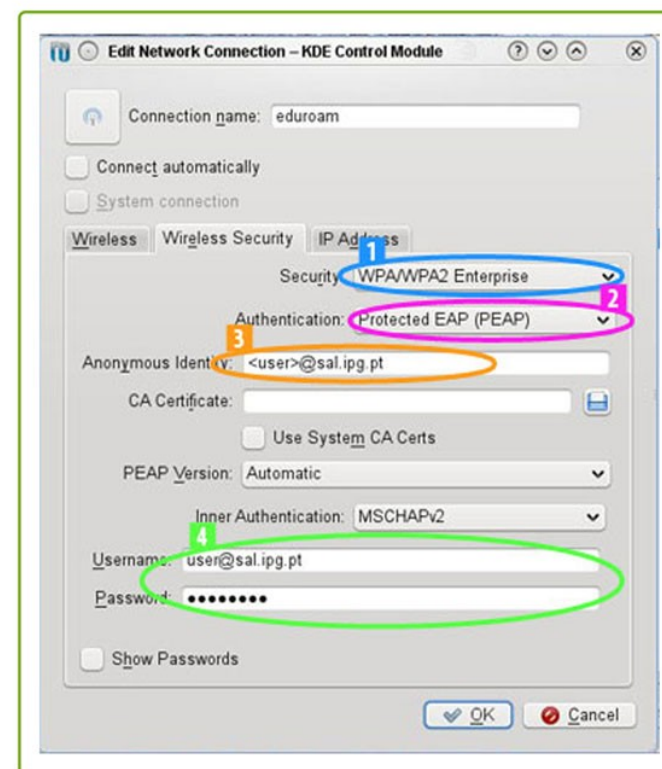 Edit Network Connection – KDE Control Module
Connection name: eduroam
Connect automatically
System connection
Wireless Wireless Security IP Address
1
Security: WPA/WPA2 Enterprise
2
Authentication: Protected EAP (PEAP)
3
Anonymous Identity: <user>@sal.ipg.pt
CA Certificate:
Use System CA Certs
PEAP Version: Automatic
Inner Authentication: MSCHAPv2
4
Username: user@sal.ipg.pt
Password: ●●●●●●●●
Show Passwords
OK Cancel